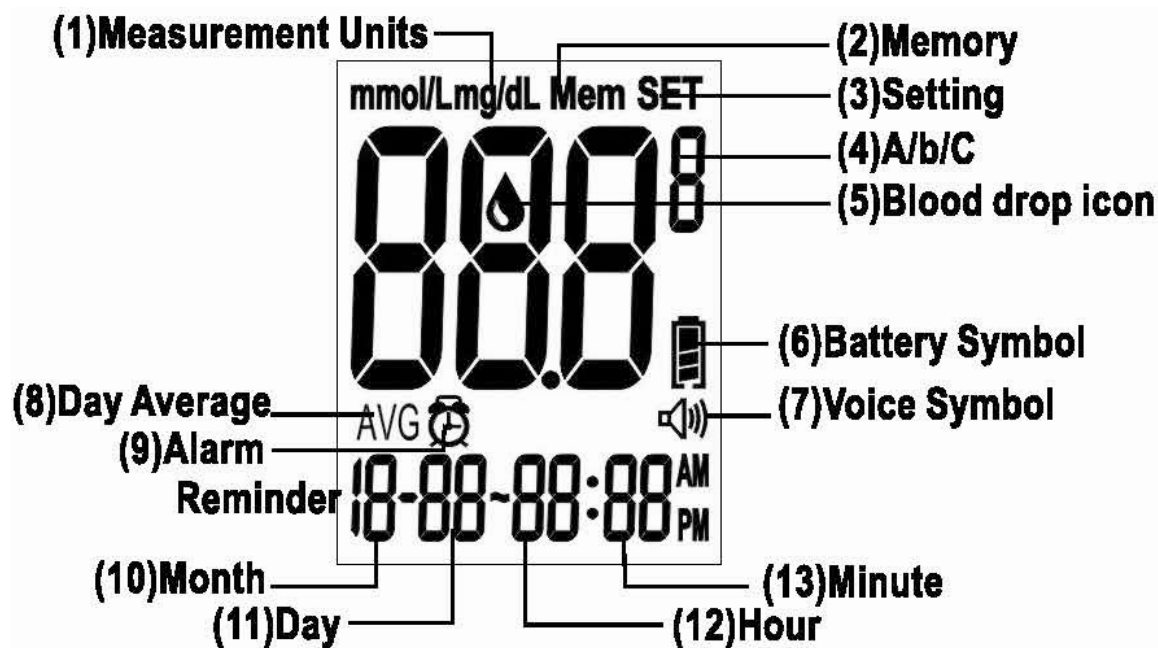 (1)Measurement Units
(2)Memory
mmol/Lmg/dL Mem SET
(3)Setting
88.8 8
(4)A/b/C
(5)Blood drop icon
(6)Battery Symbol
(7)Voice Symbol
(8)Day Average
AVG
(9)Alarm
Reminder
18-88~88:88 AM
PM
(10)Month
(13)Minute
(11)Day
(12)Hour